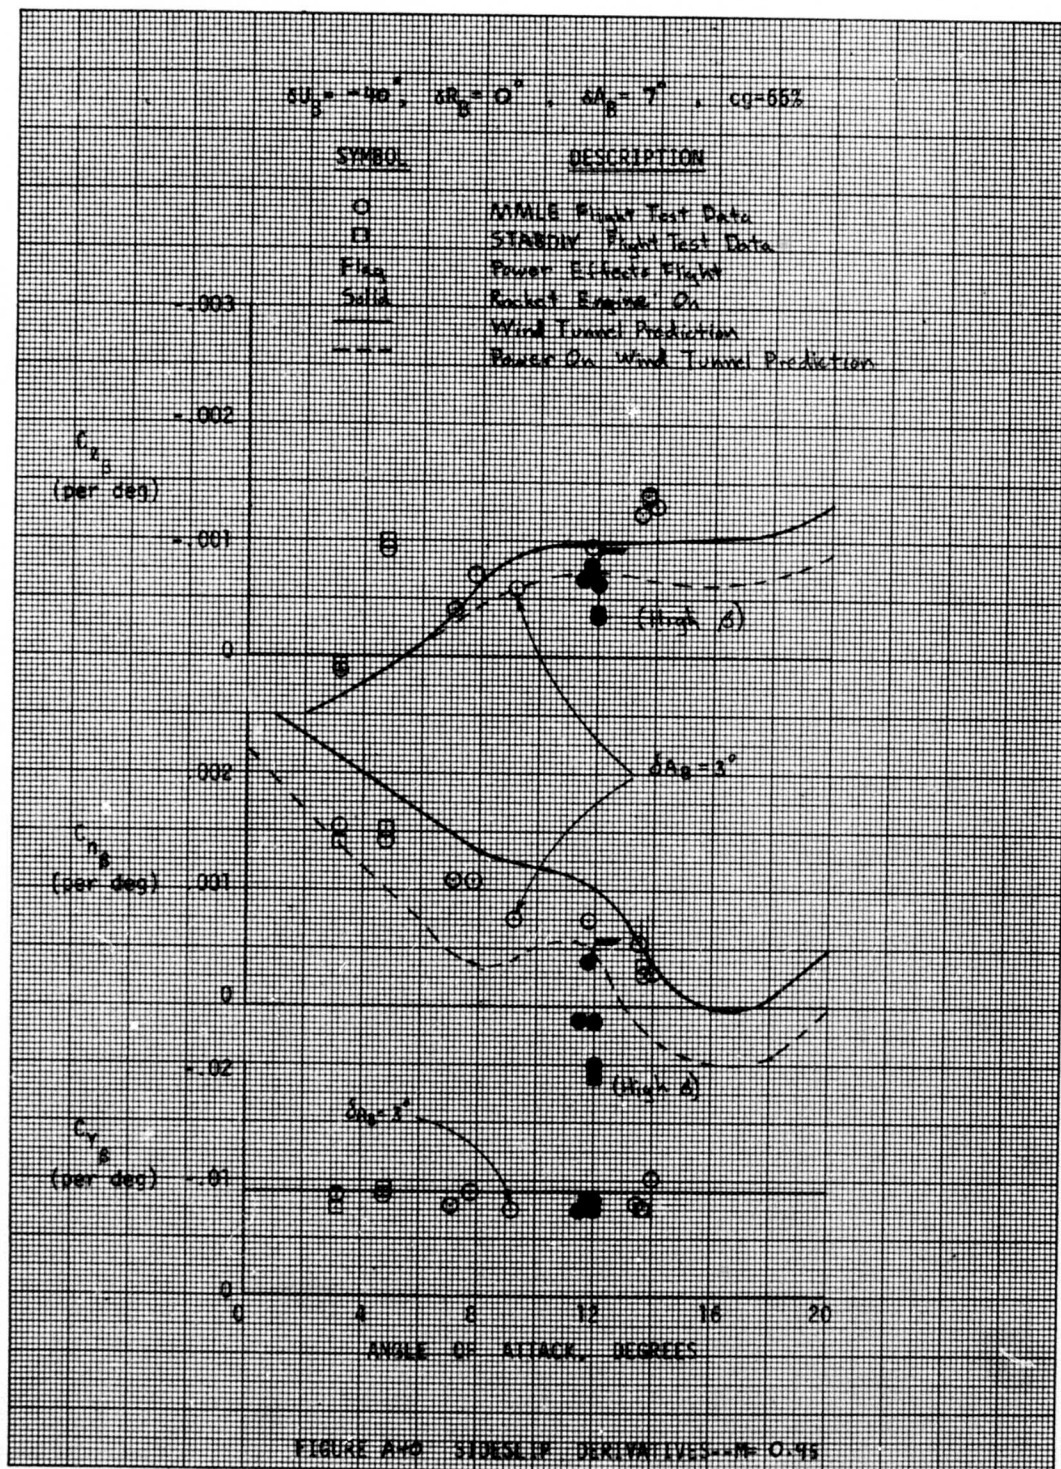 δU_B = -40°, δR_B = 0°, δA_B = 7°, cg=55%
SYMBOL DESCRIPTION
○ MMLE Flight Test Data
□ STABDIV Flight Test Data
Flag Power Effects Flight
Solid Rocket Engine On
Wind Tunnel Prediction
Power On Wind Tunnel Prediction
-.003
-.002
C_ℓ_β
(per deg)
-.001
(High β)
0
δA_B = 3°
.002
C_n_β
(per deg)
.001
0
-.02
(High β)
δA_B = 3°
C_Y_β
(per deg)
-.01
0
0 4 8 12 16 20
ANGLE OF ATTACK, DEGREES
FIGURE SIDESLIP DERIVATIVES--M= 0.95